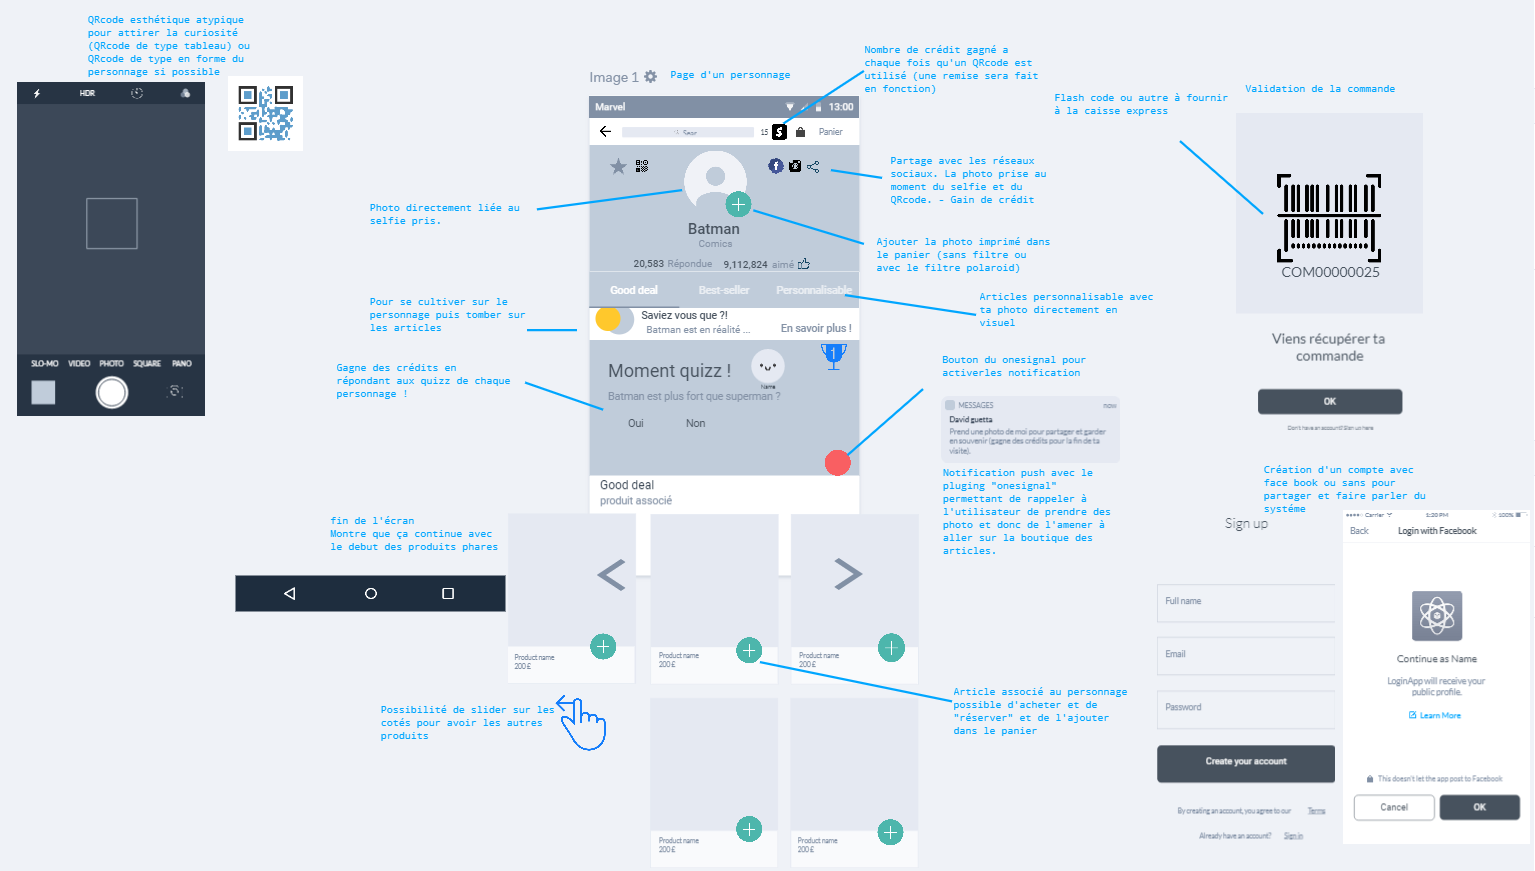 QRcode esthétique atypique
pour attirer la curiosité
(QRcode de type tableau) ou
QRcode de type en forme du
personnage si possible
HDR
SLO-MO VIDEO PHOTO SQUARE PANO
Image 1
Page d'un personnage
Marvel
13:00
15
Panier
Batman
Comics
20,583 Répondue 9,112,824 aimé
Good deal Best-seller Personnalisable
Saviez vous que ?!
Batman est en réalité ...
En savoir plus !
Moment quizz !
Name
1
Batman est plus fort que superman ?
Oui Non
Good deal
produit associé
Photo directement liée au
selfie pris.
Pour se cultiver sur le
personnage puis tomber sur
les articles
Gagne des crédits en
répondant aux quizz de chaque
personnage !
fin de l'écran
Montre que ça continue avec
le debut des produits phares
Product name
200 £
Product name
200 £
Product name
200 £
Possibilité de slider sur les
cotés pour avoir les autres
produits
Product name
200 £
Product name
200 £
Nombre de crédit gagné a
chaque fois qu'un QRcode est
utilisé (une remise sera fait
en fonction)
Partage avec les réseaux
sociaux. La photo prise au
moment du selfie et du
QRcode. - Gain de crédit
Ajouter la photo imprimé dans
le panier (sans filtre ou
avec le filtre polaroid)
Articles personnalisable avec
ta photo directement en
visuel
Bouton du onesignal pour
activerles notification
MESSAGES
now
David guetta
Prend une photo de moi pour partager et garder
en souvenir (gagne des crédits pour la fin de ta
visite).
Notification push avec le
pluging "onesignal"
permettant de rappeler à
l'utilisateur de prendre des
photo et donc de l'amener à
aller sur la boutique des
articles.
Article associé au personnage
possible d'acheter et de
"réserver" et de l'ajouter
dans le panier
Flash code ou autre à fournir
à la caisse express
Validation de la commande
COM00000025
Viens récupérer ta
commande
OK
Don't have an account? Sign up here
Création d'un compte avec
face book ou sans pour
partager et faire parler du
systéme
Sign up
Full name
Email
Password
Create your account
By creating an account, you agree to our Terms
Already have an account? Sign in
Carrier 1:20 PM 100%
Back Login with Facebook
Continue as Name
LoginApp will receive your
public profile.
Learn More
This doesn't let the app post to Facebook
Cancel OK